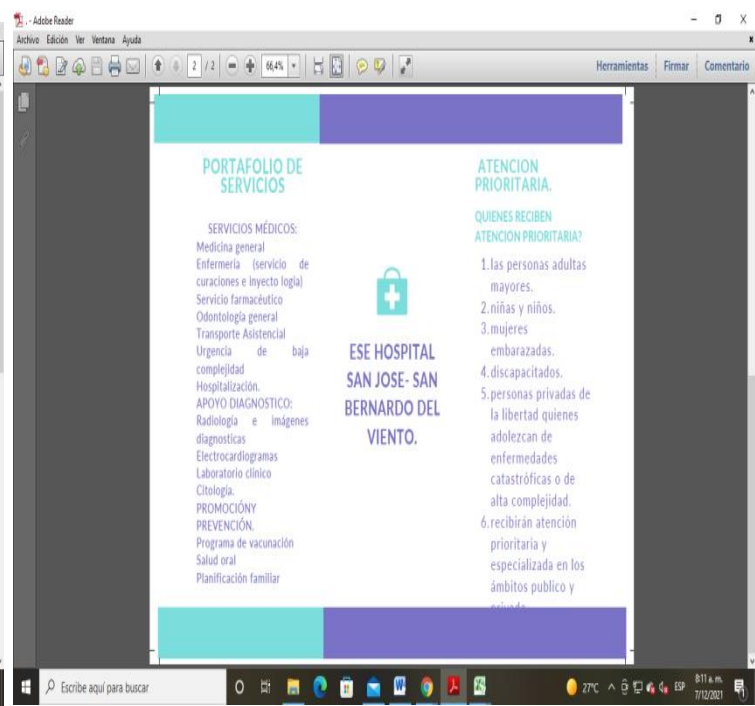 . - Adobe Reader
Archivo Edición Ver Ventana Ayuda
2 / 2
66,4%
Herramientas Firmar Comentario
PORTAFOLIO DE
SERVICIOS
SERVICIOS MÉDICOS:
Medicina general
Enfermería (servicio de
curaciones e inyecto logia)
Servicio farmacéutico
Odontología general
Transporte Asistencial
Urgencia de baja
complejidad
Hospitalización.
APOYO DIAGNOSTICO:
Radiología e imágenes
diagnosticas
Electrocardiogramas
Laboratorio clínico
Citología.
PROMOCIÓNY
PREVENCIÓN.
Programa de vacunación
Salud oral
Planificación familiar
ESE HOSPITAL
SAN JOSE- SAN
BERNARDO DEL
VIENTO.
ATENCION
PRIORITARIA.
QUIENES RECIBEN
ATENCION PRIORITARIA?
1. las personas adultas
mayores.
2. niñas y niños.
3. mujeres
embarazadas.
4. discapacitados.
5. personas privadas de
la libertad quienes
adolezcan de
enfermedades
catastróficas o de
alta complejidad.
6. recibirán atención
prioritaria y
especializada en los
ámbitos publico y
Escribe aquí para buscar
27°C
ESP
8:11 a. m.
7/12/2021